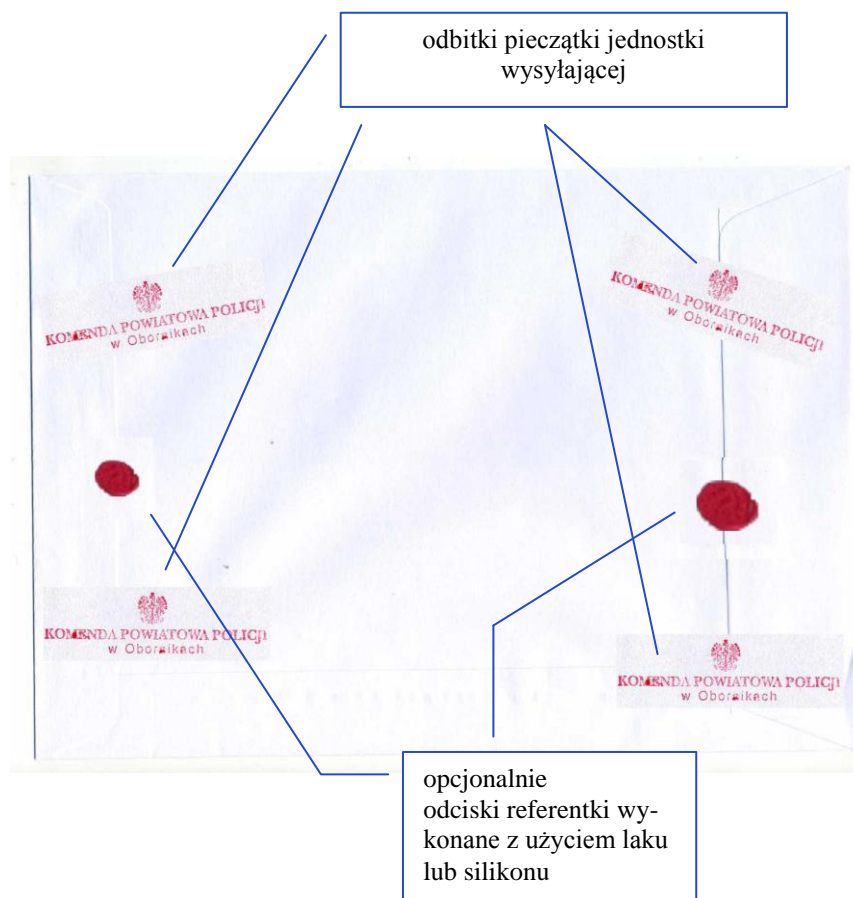 odbitki pieczątki jednostki
wysyłającej
KOMENDA POWIATOWA POLICJI
w Obornikach
KOMENDA POWIATOWA POLICJI
w Obornikach
KOMENDA POWIATOWA POLICJI
w Obornikach
KOMENDA POWIATOWA POLICJI
w Obornikach
opcjonalnie
odciski referentki wy-
konane z użyciem laku
lub silikonu